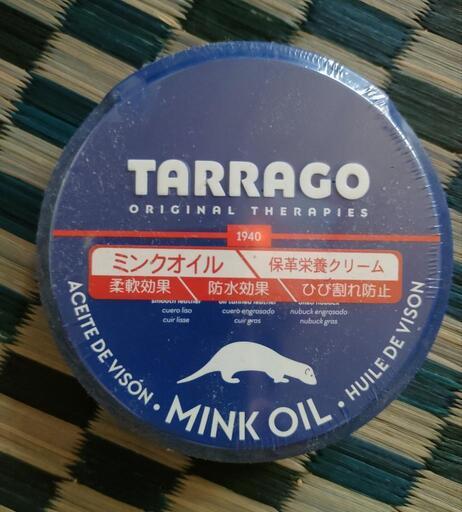 TARRAGO
ORIGINAL THERAPIES
1940
ミンクオイル 保革栄養クリーム
柔軟効果 防水効果 ひび割れ防止
smooth leather oil tanned leather oiled nubuck
cuero liso cuero engrasado nubuck engrasado
cuir lisse cuir gras nubuck gras
ACEITE DE VISÓN · MINK OIL · HUILE DE VISON